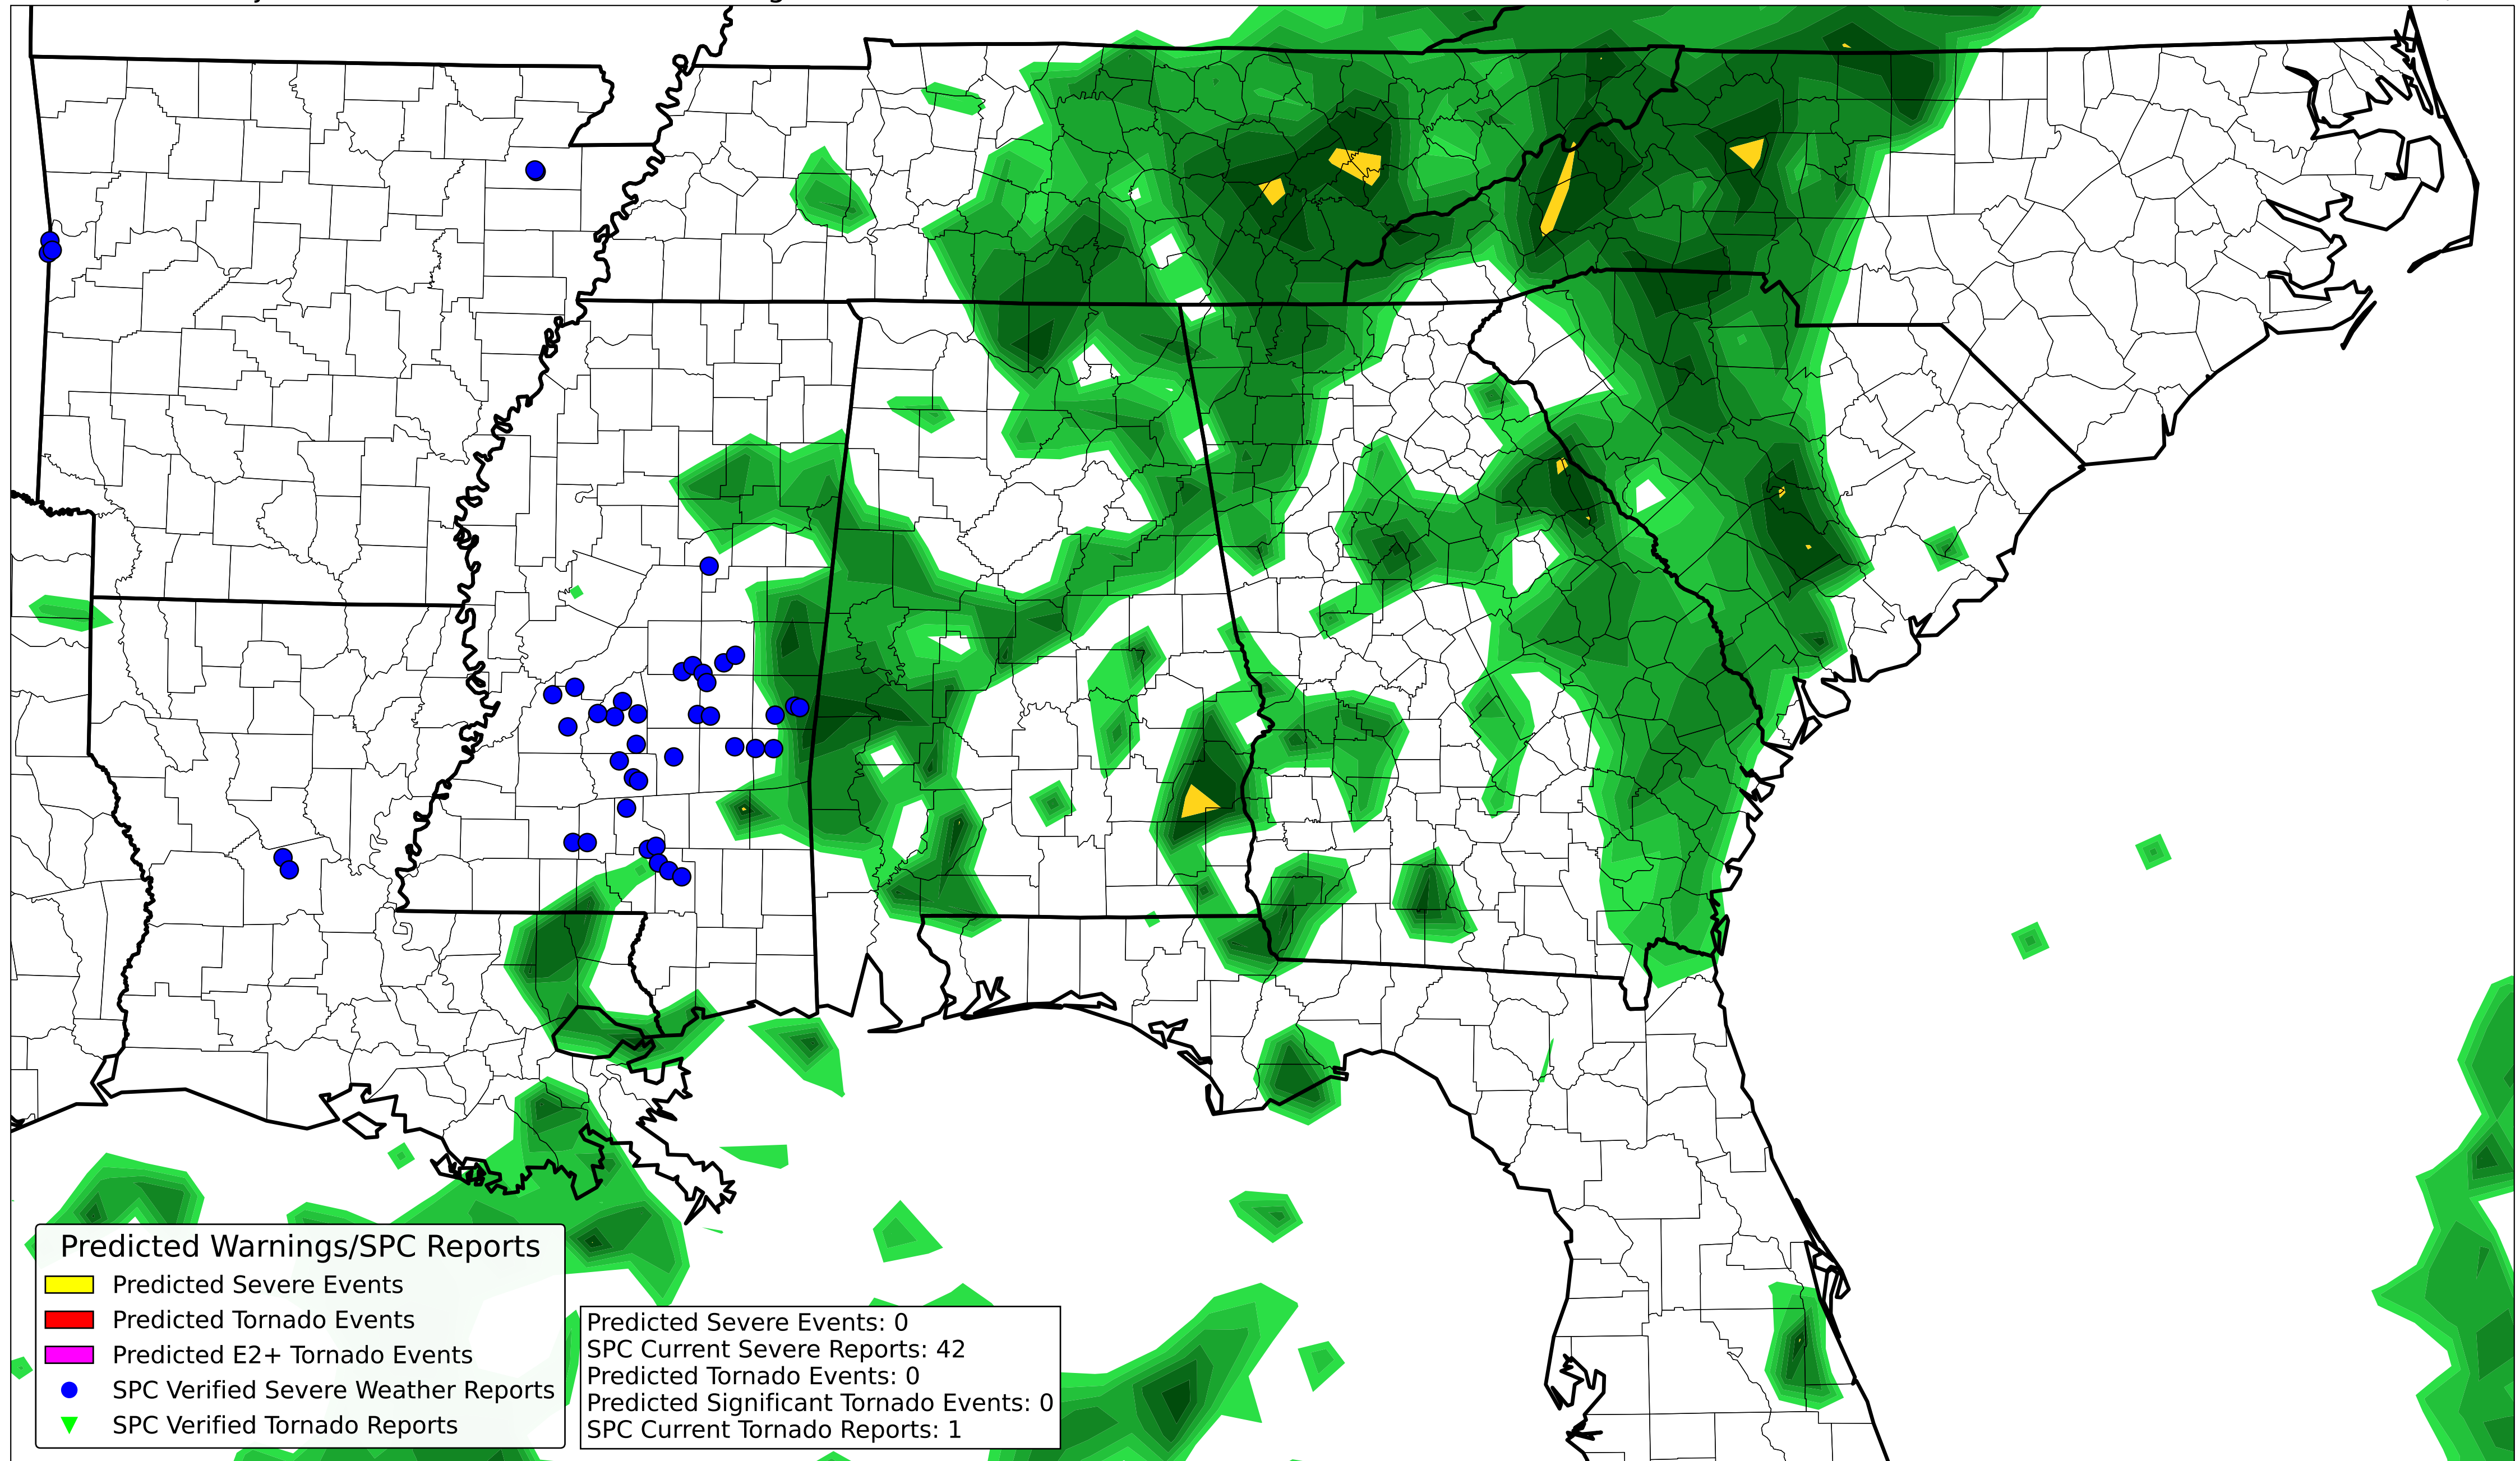 Predicted Warnings/SPC Reports
Predicted Severe Events
Predicted Tornado Events
Predicted E2+ Tornado Events
SPC Verified Severe Weather Reports
SPC Verified Tornado Reports
Predicted Severe Events: 0
SPC Current Severe Reports: 42
Predicted Tornado Events: 0
Predicted Significant Tornado Events: 0
SPC Current Tornado Reports: 1